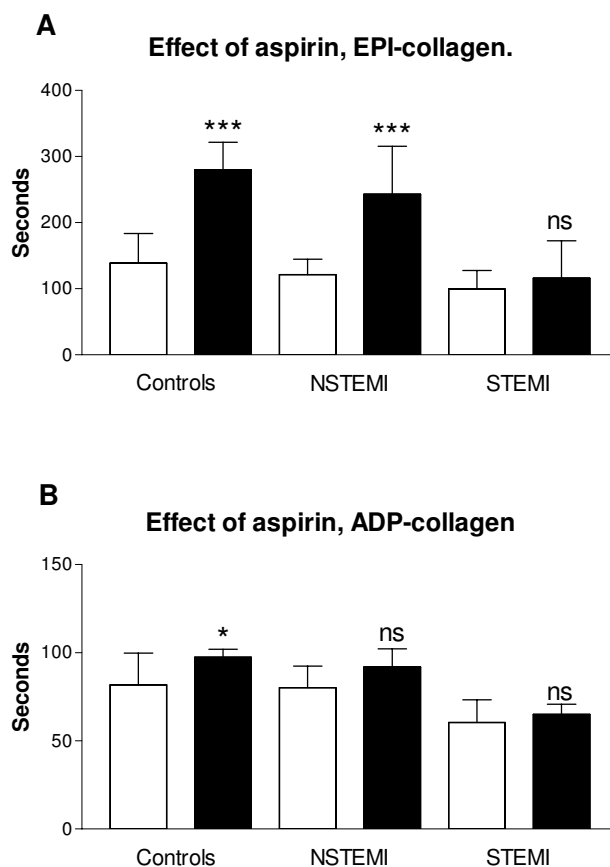 A
Effect of aspirin, EPI-collagen.
400
300
200
100
0
Seconds
***
***
ns
Controls
NSTEMI
STEMI
B
Effect of aspirin, ADP-collagen
150
100
50
0
Seconds
*
ns
ns
Controls
NSTEMI
STEMI